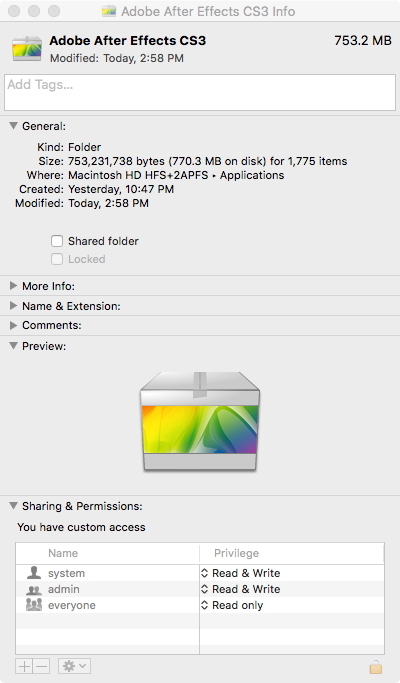 Adobe After Effects CS3 Info
Adobe After Effects CS3 753.2 MB
Modified: Today, 2:58 PM
Add Tags...
General:
Kind: Folder
Size: 753,231,738 bytes (770.3 MB on disk) for 1,775 items
Where: Macintosh HD HFS+2APFS ▸ Applications
Created: Yesterday, 10:47 PM
Modified: Today, 2:58 PM
Shared folder
Locked
More Info:
Name & Extension:
Comments:
Preview:
Sharing & Permissions:
You have custom access
Name Privilege
system Read & Write
admin Read & Write
everyone Read only